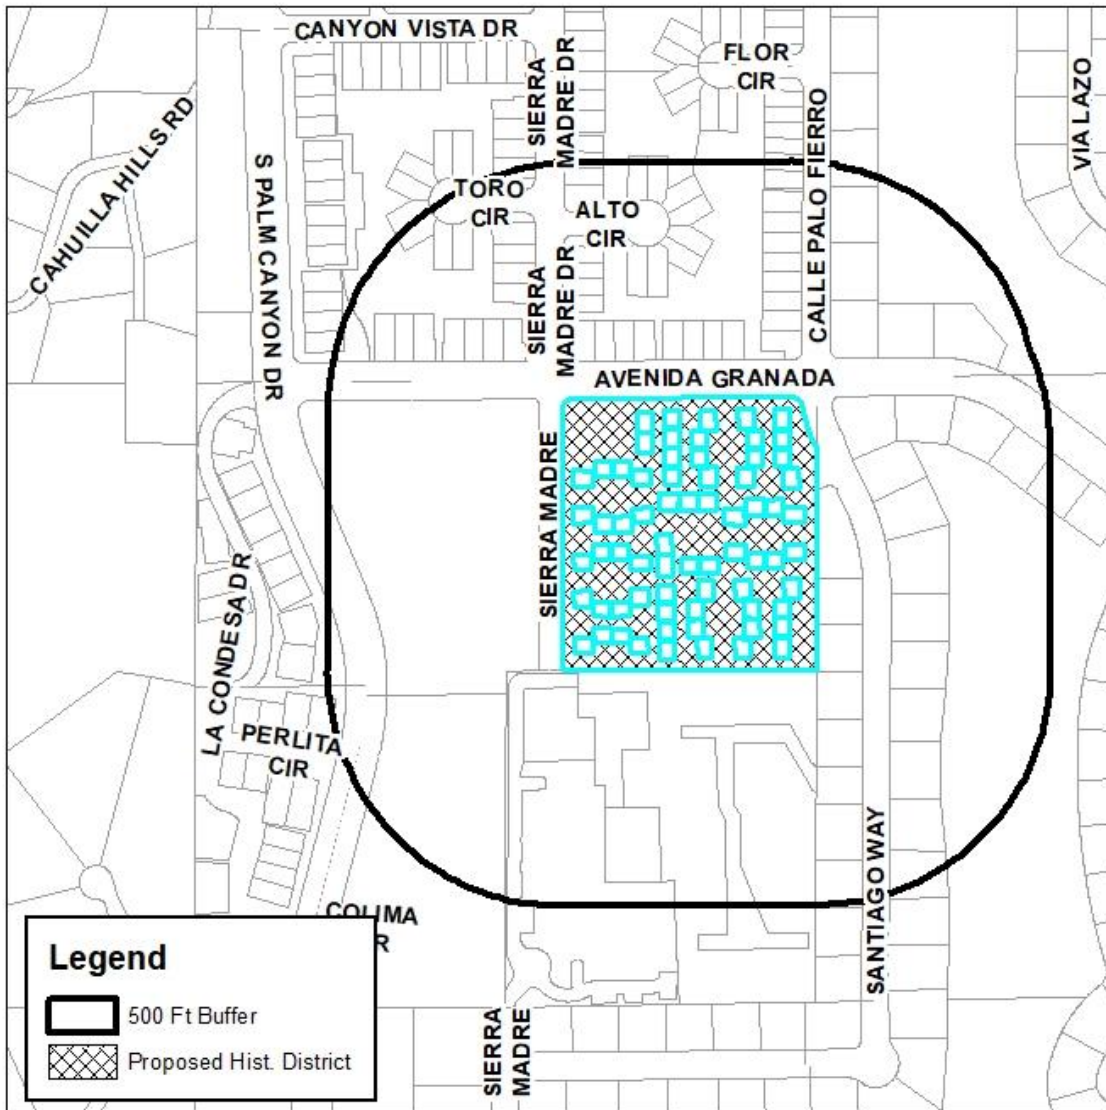 CANYON VISTA DR
FLOR
CIR
SIERRA
MADRE DR
VIA LAZO
CAHUILLA HILLS RD
S PALM CANYON DR
CALLE PALO FIERRO
TORO
CIR
ALTO
CIR
SIERRA
MADRE DR
AVENIDA GRANADA
SIERRA MADRE
LA CONDESA DR
PERLITA
CIR
SANTIAGO WAY
COLIMA
SIERRA
MADRE
Legend
500 Ft Buffer
Proposed Hist. District